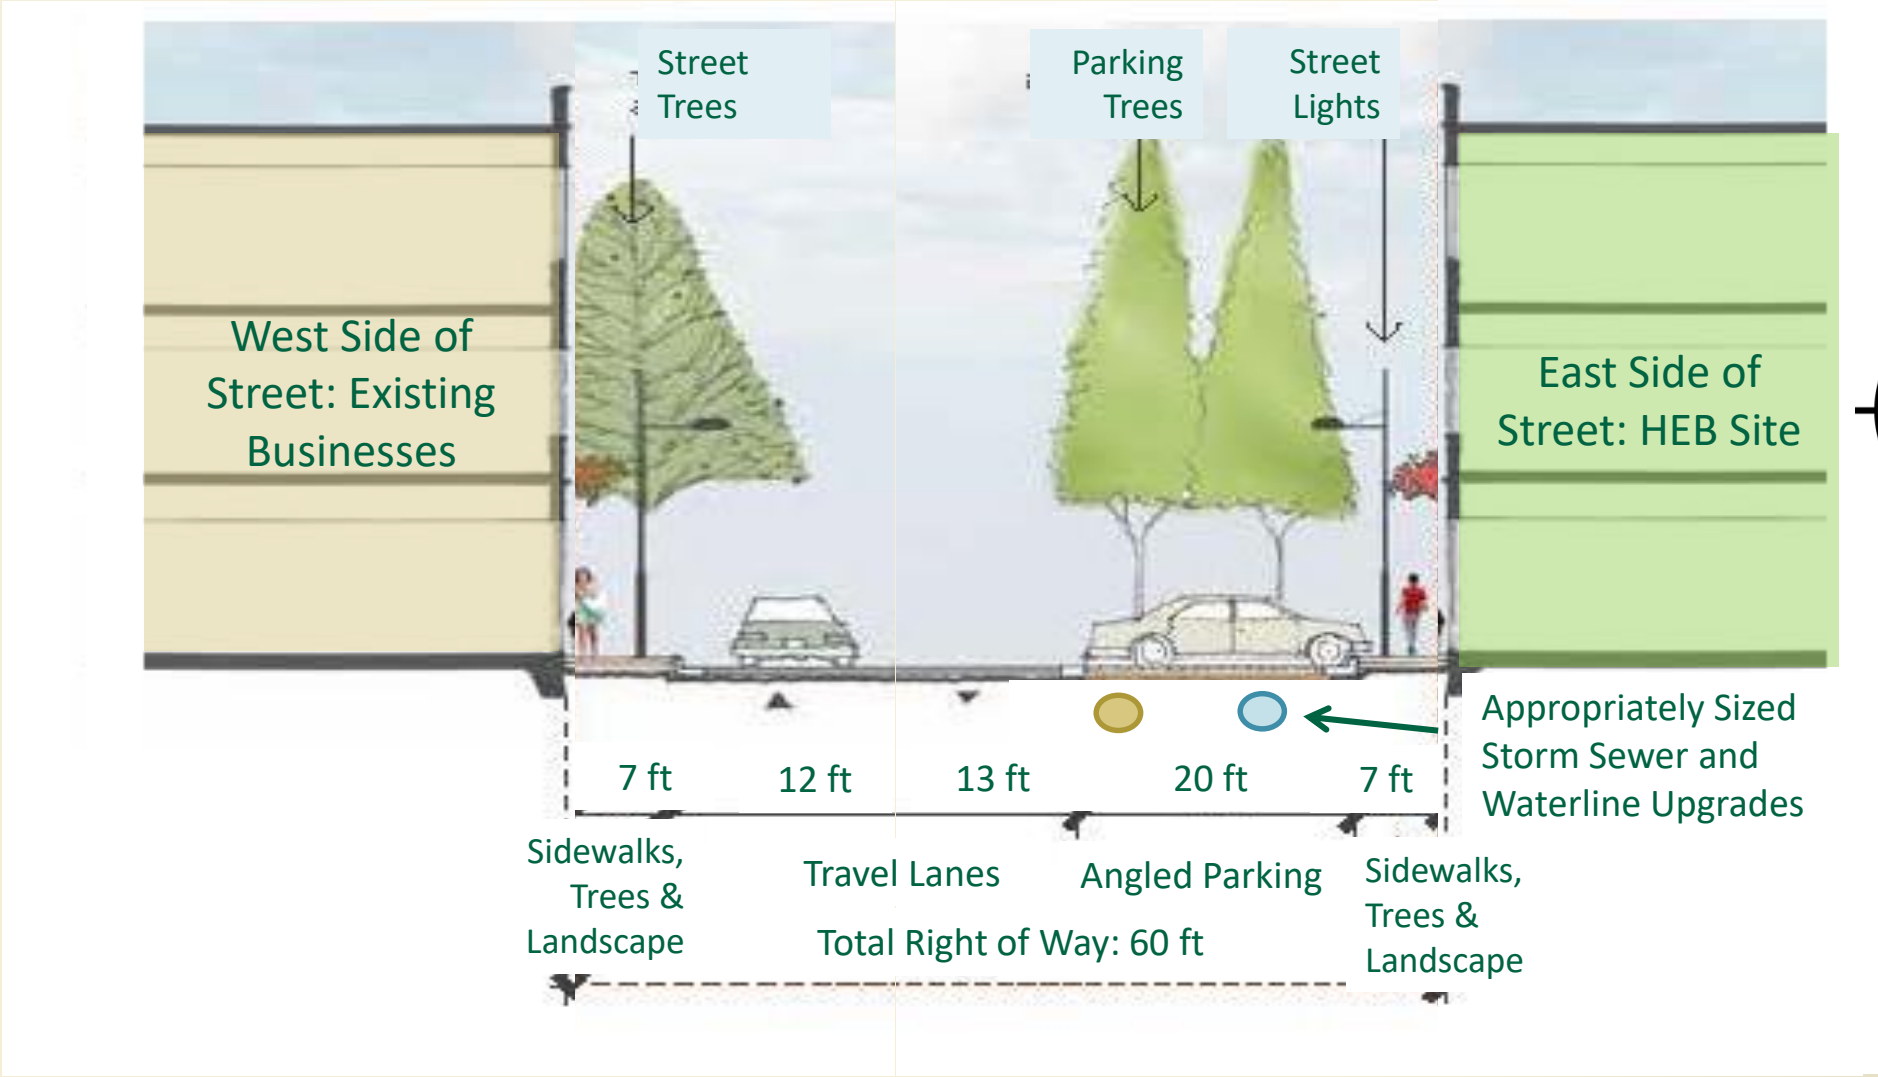 Street
Trees
Parking
Trees
Street
Lights
West Side of
Street: Existing
Businesses
East Side of
Street: HEB Site
Appropriately Sized
Storm Sewer and
Waterline Upgrades
7 ft
12 ft
13 ft
20 ft
7 ft
Sidewalks,
Trees &
Landscape
Travel Lanes
Angled Parking
Sidewalks,
Trees &
Landscape
Total Right of Way: 60 ft